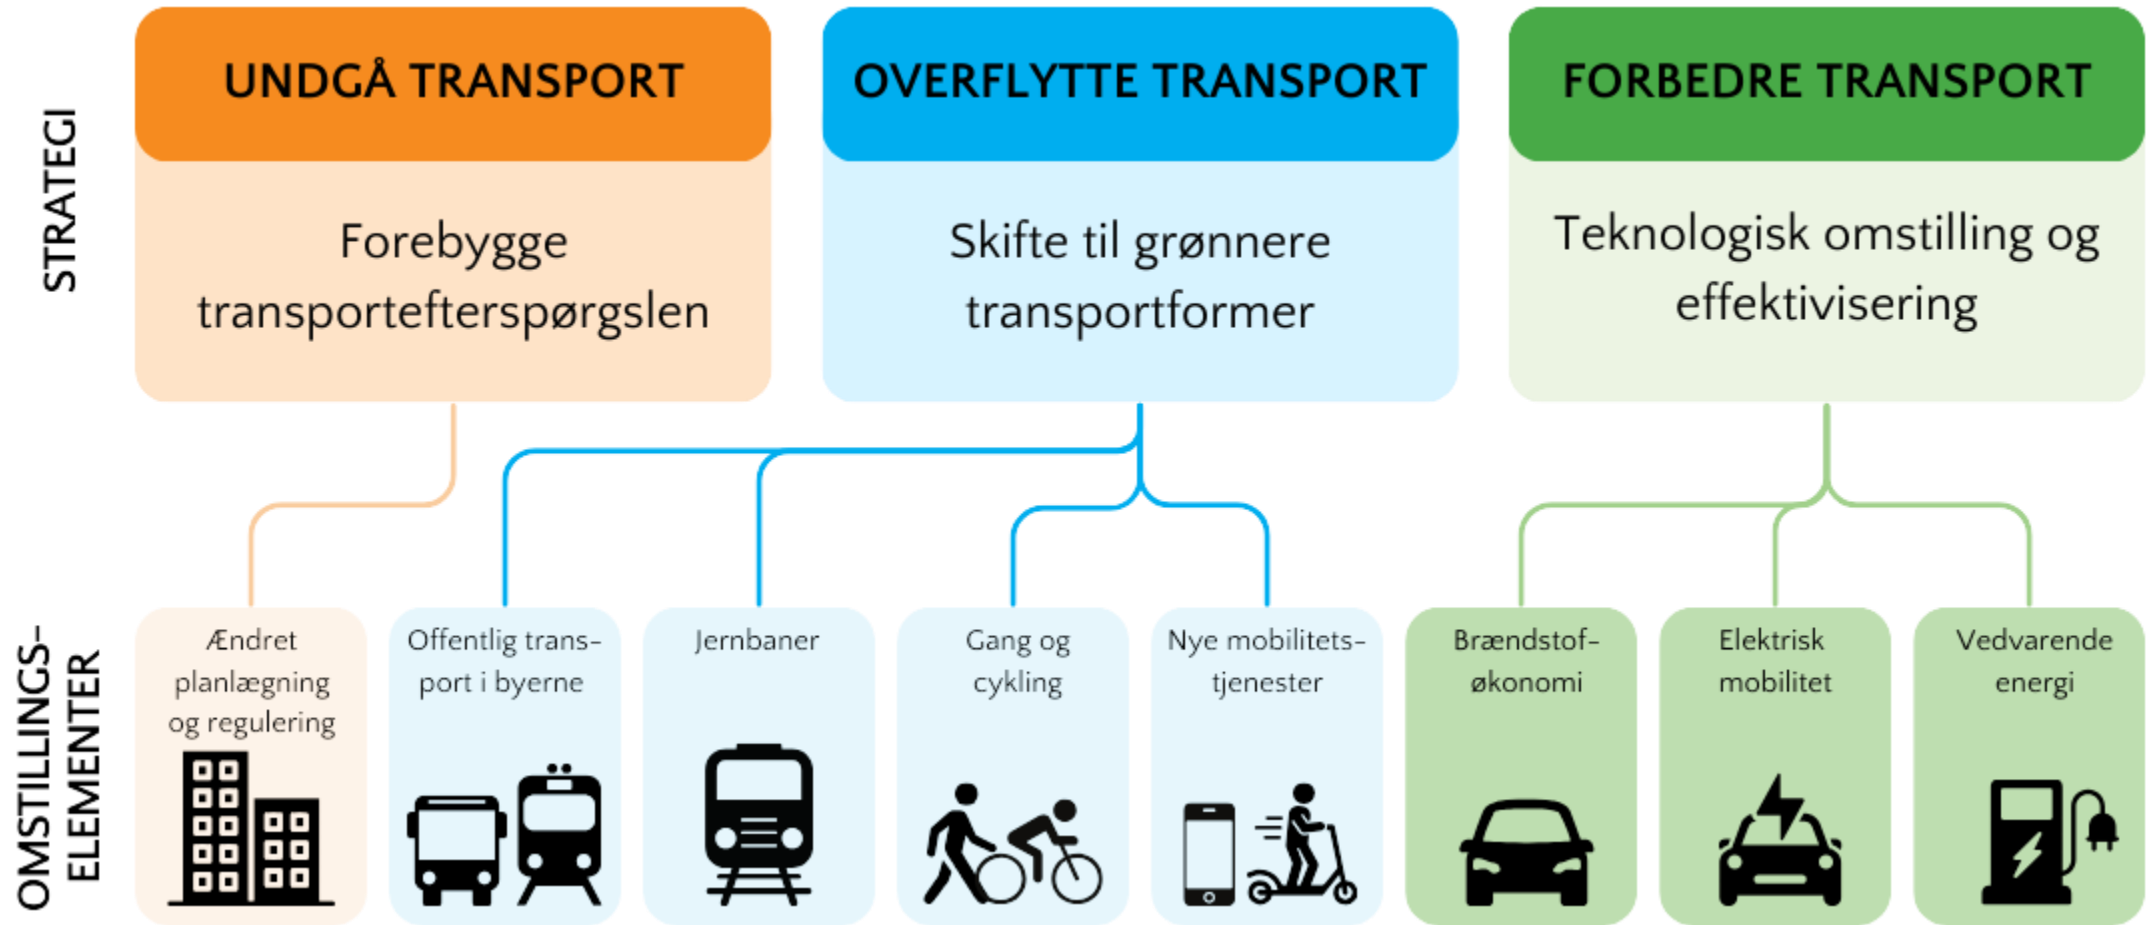 STRATEGI
UNDGÅ TRANSPORT
Forebygge
transportefterspørgslen
OVERFLYTTE TRANSPORT
Skifte til grønnere
transportformer
FORBEDRE TRANSPORT
Teknologisk omstilling og
effektivisering
OMSTILLINGS-
ELEMENTER
Ændret
planlægning
og regulering
Offentlig trans-
port i byerne
Jernbaner
Gang og
cykling
Nye mobilitets-
tjenester
Brændstof-
økonomi
Elektrisk
mobilitet
Vedvarende
energi